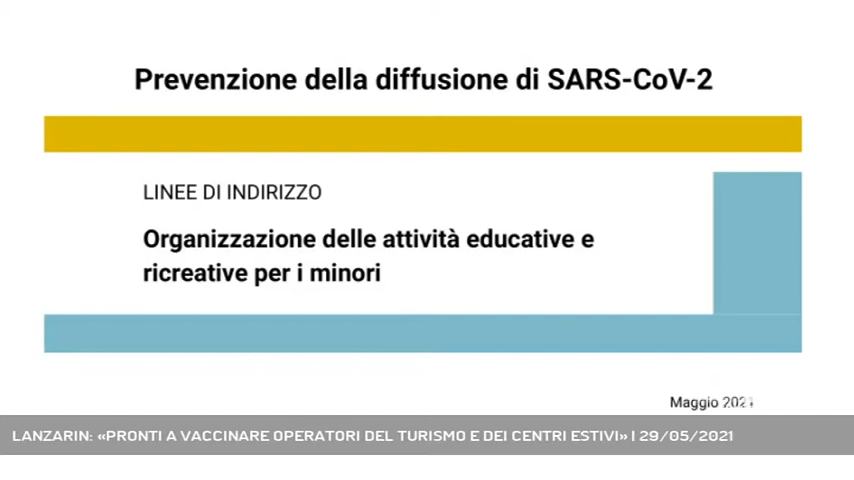 Prevenzione della diffusione di SARS-CoV-2
LINEE DI INDIRIZZO
Organizzazione delle attività educative e
ricreative per i minori
Maggio 2021
LANZARIN: «PRONTI A VACCINARE OPERATORI DEL TURISMO E DEI CENTRI ESTIVI» | 29/05/2021